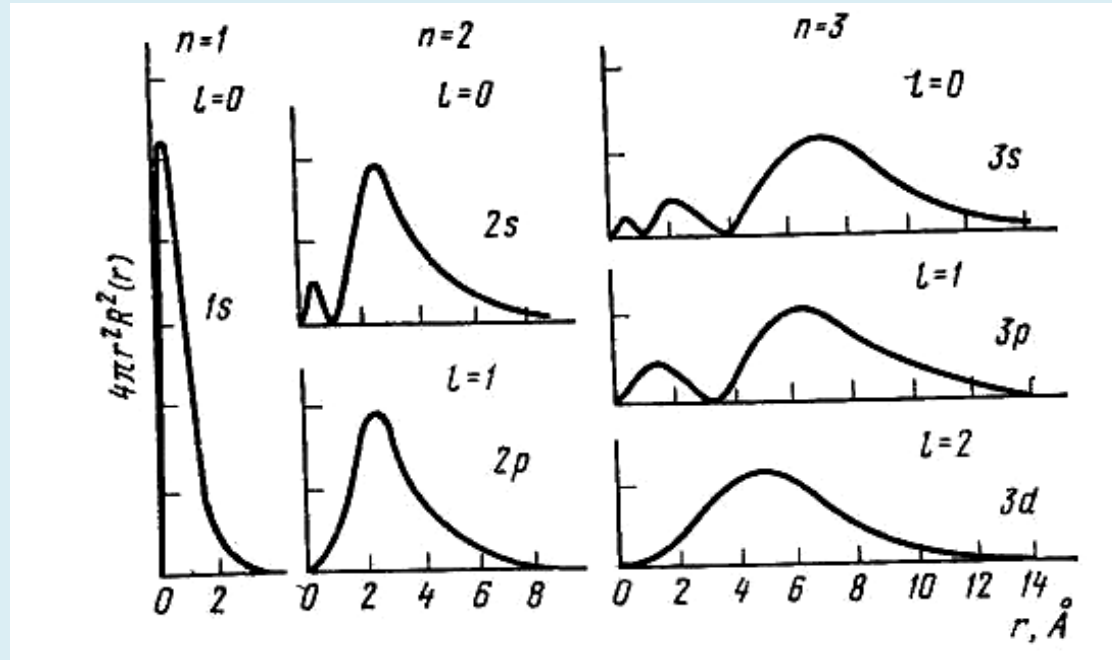 n=1
l=0
1s
4πr²R²(r)
0 2
n=2
l=0
2s
l=1
2p
0 2 4 6 8
n=3
l=0
3s
l=1
3p
l=2
3d
0 2 4 6 8 10 12 14
r, Å